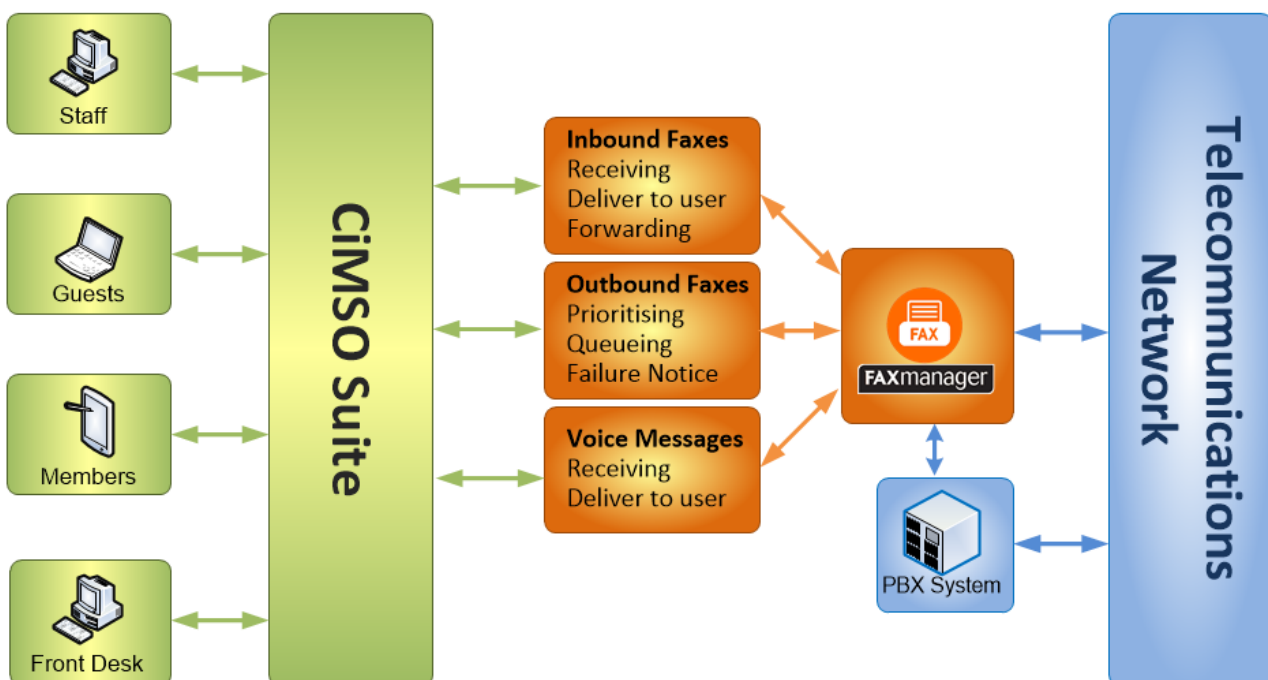 Staff
Guests
Members
Front Desk
CiMSO Suite
Inbound Faxes
Receiving
Deliver to user
Forwarding
Outbound Faxes
Prioritising
Queueing
Failure Notice
Voice Messages
Receiving
Deliver to user
FAX
FAXmanager
PBX System
Telecommunications
Network